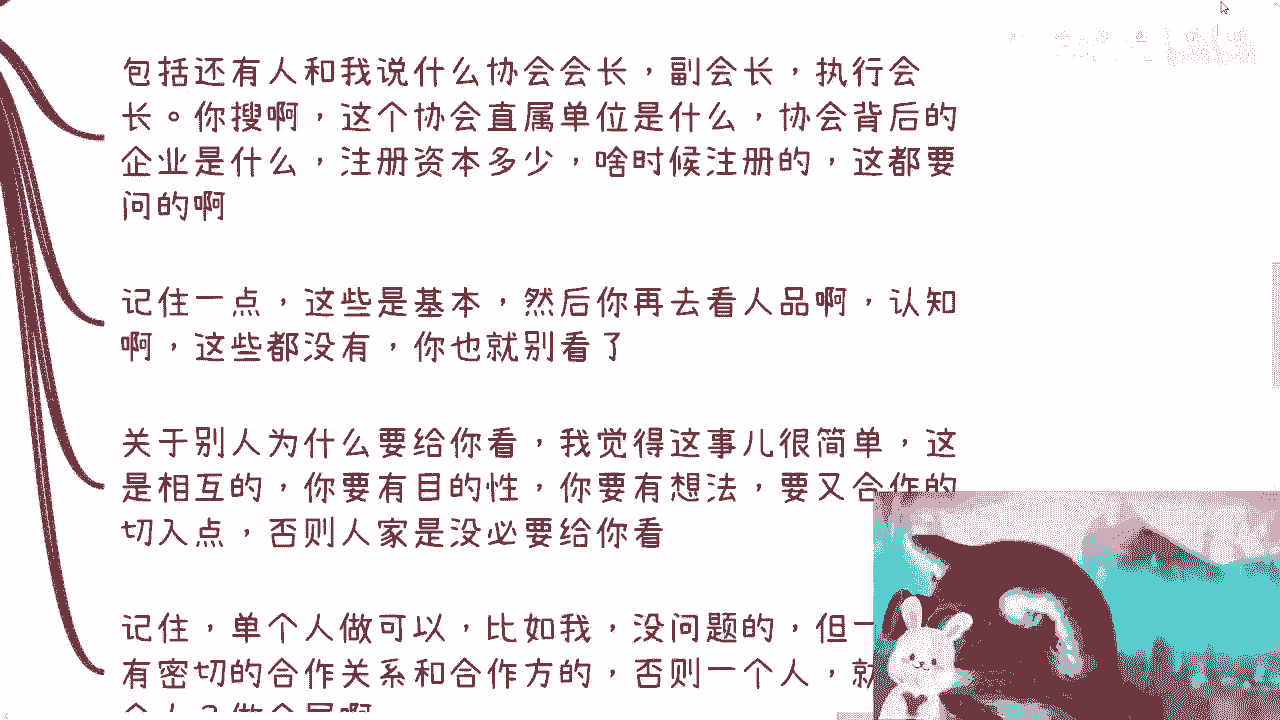 包括还有人和我说什么协会会长，副会长，执行会
长。你搜啊，这个协会直属单位是什么，协会背后的
企业是什么，注册资本多少，啥时候注册的，这都要
问的啊
记住一点，这些是基本，然后你再去看人品啊，认知
啊，这些都没有，你也就别看了
关于别人为什么要给你看，我觉得这事儿很简单，这
是相互的，你要有目的性，你要有想法，要又合作的
切入点，否则人家是没必要给你看
记住，单个人做可以，比如我，没问题的，但一
有密切的合作关系和合作方的，否则一个人，就